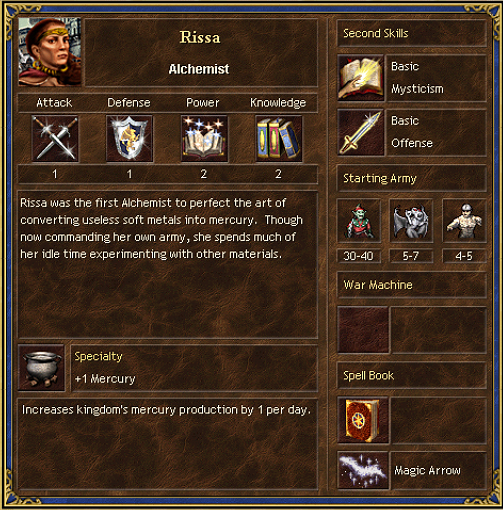 Rissa
Alchemist
Attack Defense Power Knowledge
1 1 2 2
Rissa was the first Alchemist to perfect the art of
converting useless soft metals into mercury. Though
now commanding her own army, she spends much of
her idle time experimenting with other materials.
Specialty
+1 Mercury
Increases kingdom's mercury production by 1 per day.
Second Skills
Basic
Mysticism
Basic
Offense
Starting Army
30-40 5-7 4-5
War Machine
Spell Book
Magic Arrow